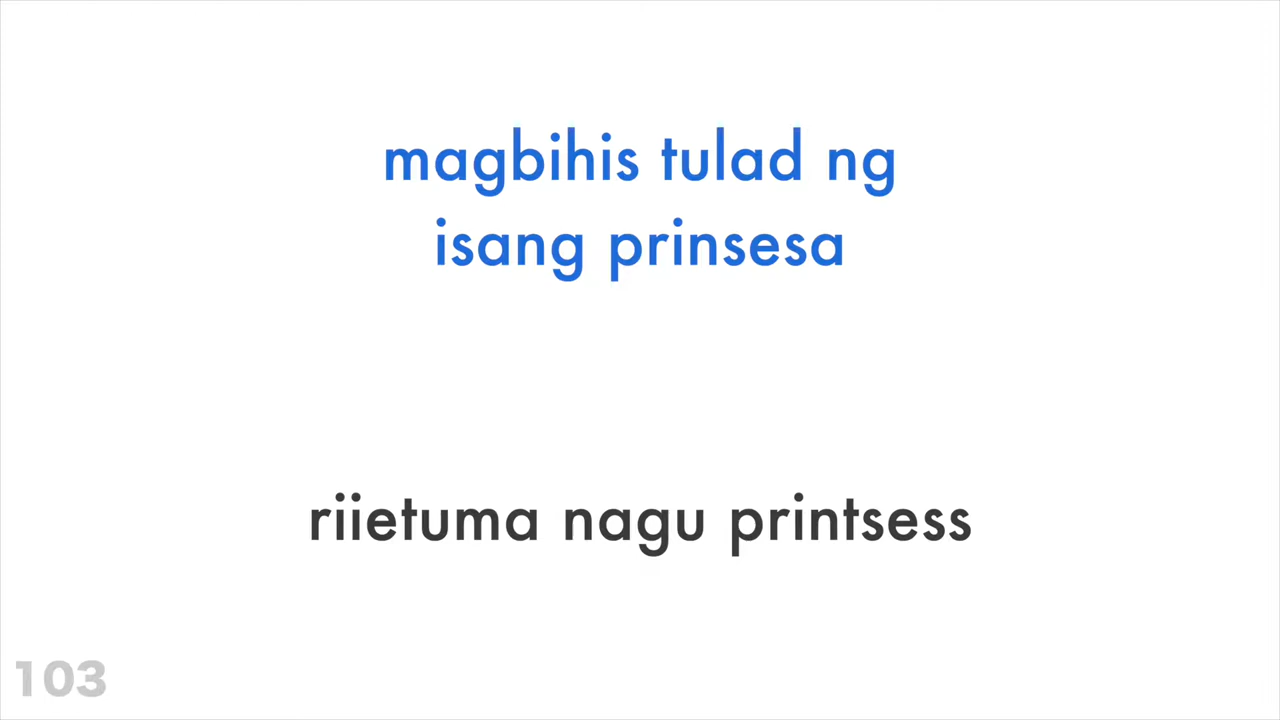 magbihis tulad ng
isang prinsesa
riietuma nagu printsess
103